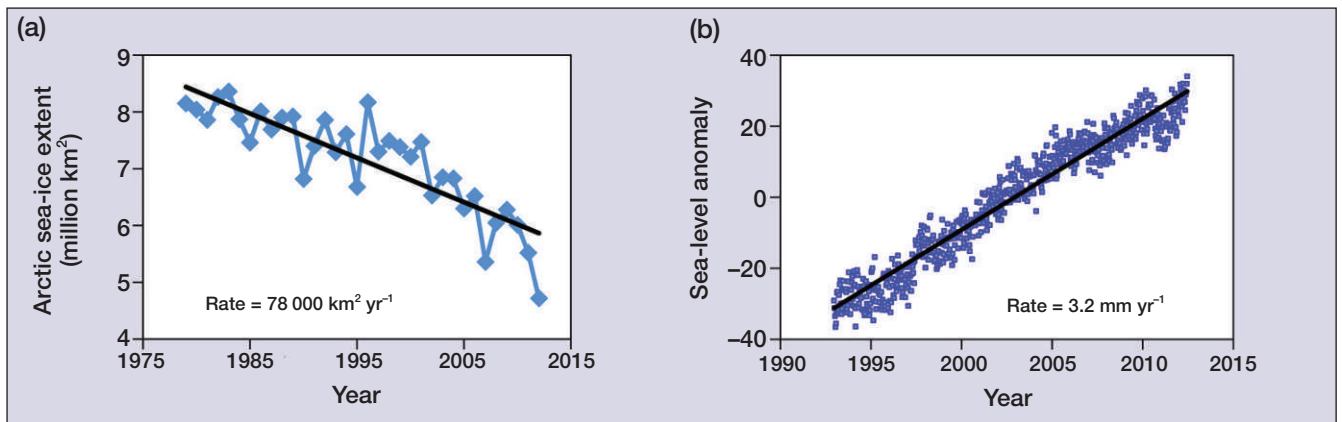 (a)
Arctic sea-ice extent
(million km²)
9
8
7
6
5
4
Rate = 78 000 km² yr⁻¹
1975
1985
1995
2005
2015
Year
(b)
Sea-level anomaly
40
20
0
−20
−40
Rate = 3.2 mm yr⁻¹
1990
1995
2000
2005
2010
2015
Year